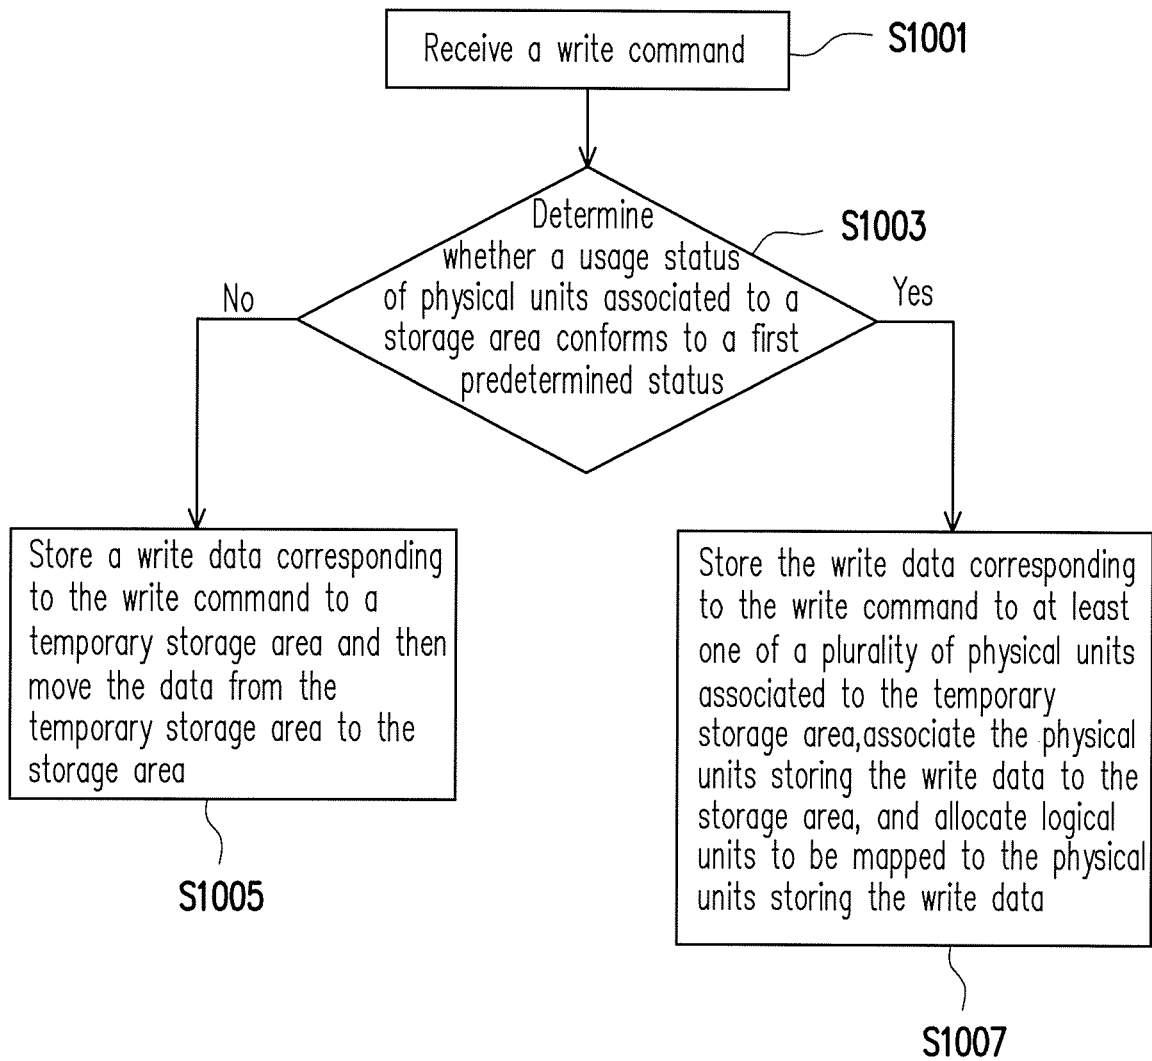 Receive a write command
S1001
Determine
whether a usage status
of physical units associated to a
storage area conforms to a first
predetermined status
S1003
No
Yes
Store a write data corresponding
to the write command to a
temporary storage area and then
move the data from the
temporary storage area to the
storage area
S1005
Store the write data corresponding
to the write command to at least
one of a plurality of physical units
associated to the temporary
storage area,associate the physical
units storing the write data to the
storage area, and allocate logical
units to be mapped to the physical
units storing the write data
S1007